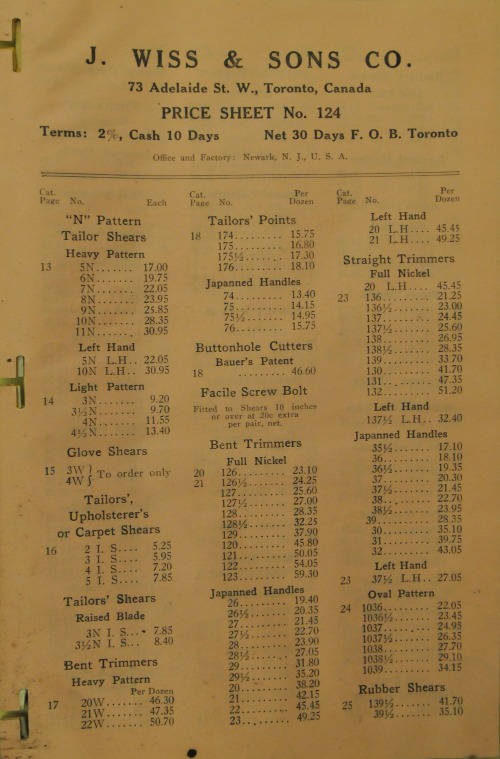 J. WISS & SONS CO.
73 Adelaide St. W., Toronto, Canada
PRICE SHEET No. 124
Terms: 2%, Cash 10 Days Net 30 Days F. O. B. Toronto
Office and Factory: Newark, N. J., U. S. A.
Cat.
Page No. Each
"N" Pattern
Tailor Shears
Heavy Pattern
13 5N....... 17.00
6N....... 19.75
7N....... 22.05
8N....... 23.95
9N....... 25.85
10N....... 28.35
11N....... 30.95
Left Hand
5N L.H.. 22.05
10N L.H.. 30.95
Light Pattern
14 3N....... 9.20
3½N....... 9.70
4N....... 11.55
4½N....... 13.40
Glove Shears
15 3W }
4W } To order only
Tailors',
Upholsterer's
or Carpet Shears
16 2 I. S.... 5.25
3 I. S.... 5.95
4 I. S.... 7.20
5 I. S.... 7.85
Tailors' Shears
Raised Blade
3N I. S.... 7.85
3½N I. S.... 8.40
Bent Trimmers
Heavy Pattern
Per Dozen
17 20W....... 46.30
21W....... 47.35
22W....... 50.70
Cat. Per
Page No. Dozen
Tailors' Points
18 174......... 15.75
175......... 16.80
175½....... 17.30
176......... 18.10
Japanned Handles
74......... 13.40
75......... 14.15
75½....... 14.95
76......... 15.75
Buttonhole Cutters
Bauer's Patent
18 ......... 46.60
Facile Screw Bolt
Fitted to Shears 10 inches
or over at 20c extra
per pair, net.
Bent Trimmers
Full Nickel
20 126......... 23.10
21 126½....... 24.25
127......... 25.60
127½....... 27.00
128......... 28.35
128½....... 32.25
129......... 37.90
120......... 45.80
121......... 50.05
122......... 54.05
123......... 59.30
Japanned Handles
26......... 19.40
26½....... 20.35
27......... 21.45
27½....... 22.70
28......... 23.90
28½....... 27.05
29......... 31.80
29½....... 35.20
20......... 38.20
21......... 42.15
22......... 45.45
23......... 49.25
Cat. Per
Page No. Dozen
Left Hand
20 L.H.... 45.45
21 L.H.... 49.25
Straight Trimmers
Full Nickel
20 L.H.... 45.45
23 136......... 21.25
136½....... 23.00
137......... 24.45
137½....... 25.60
138......... 26.95
138½....... 28.35
139......... 33.70
130......... 41.70
131......... 47.35
132......... 51.20
Left Hand
137½ L.H.. 32.40
Japanned Handles
35½....... 17.10
36......... 18.10
36½....... 19.35
37......... 20.30
37½....... 21.45
38......... 22.70
38½....... 23.95
39......... 28.35
30......... 35.10
31......... 39.75
32......... 43.05
Left Hand
23 37½ L.H.. 27.05
Oval Pattern
24 1036........ 22.05
1036½...... 23.45
1037........ 24.95
1037½...... 26.35
1038........ 27.70
1038½...... 29.10
1039........ 34.15
Rubber Shears
25 139½....... 41.70
39½....... 35.10